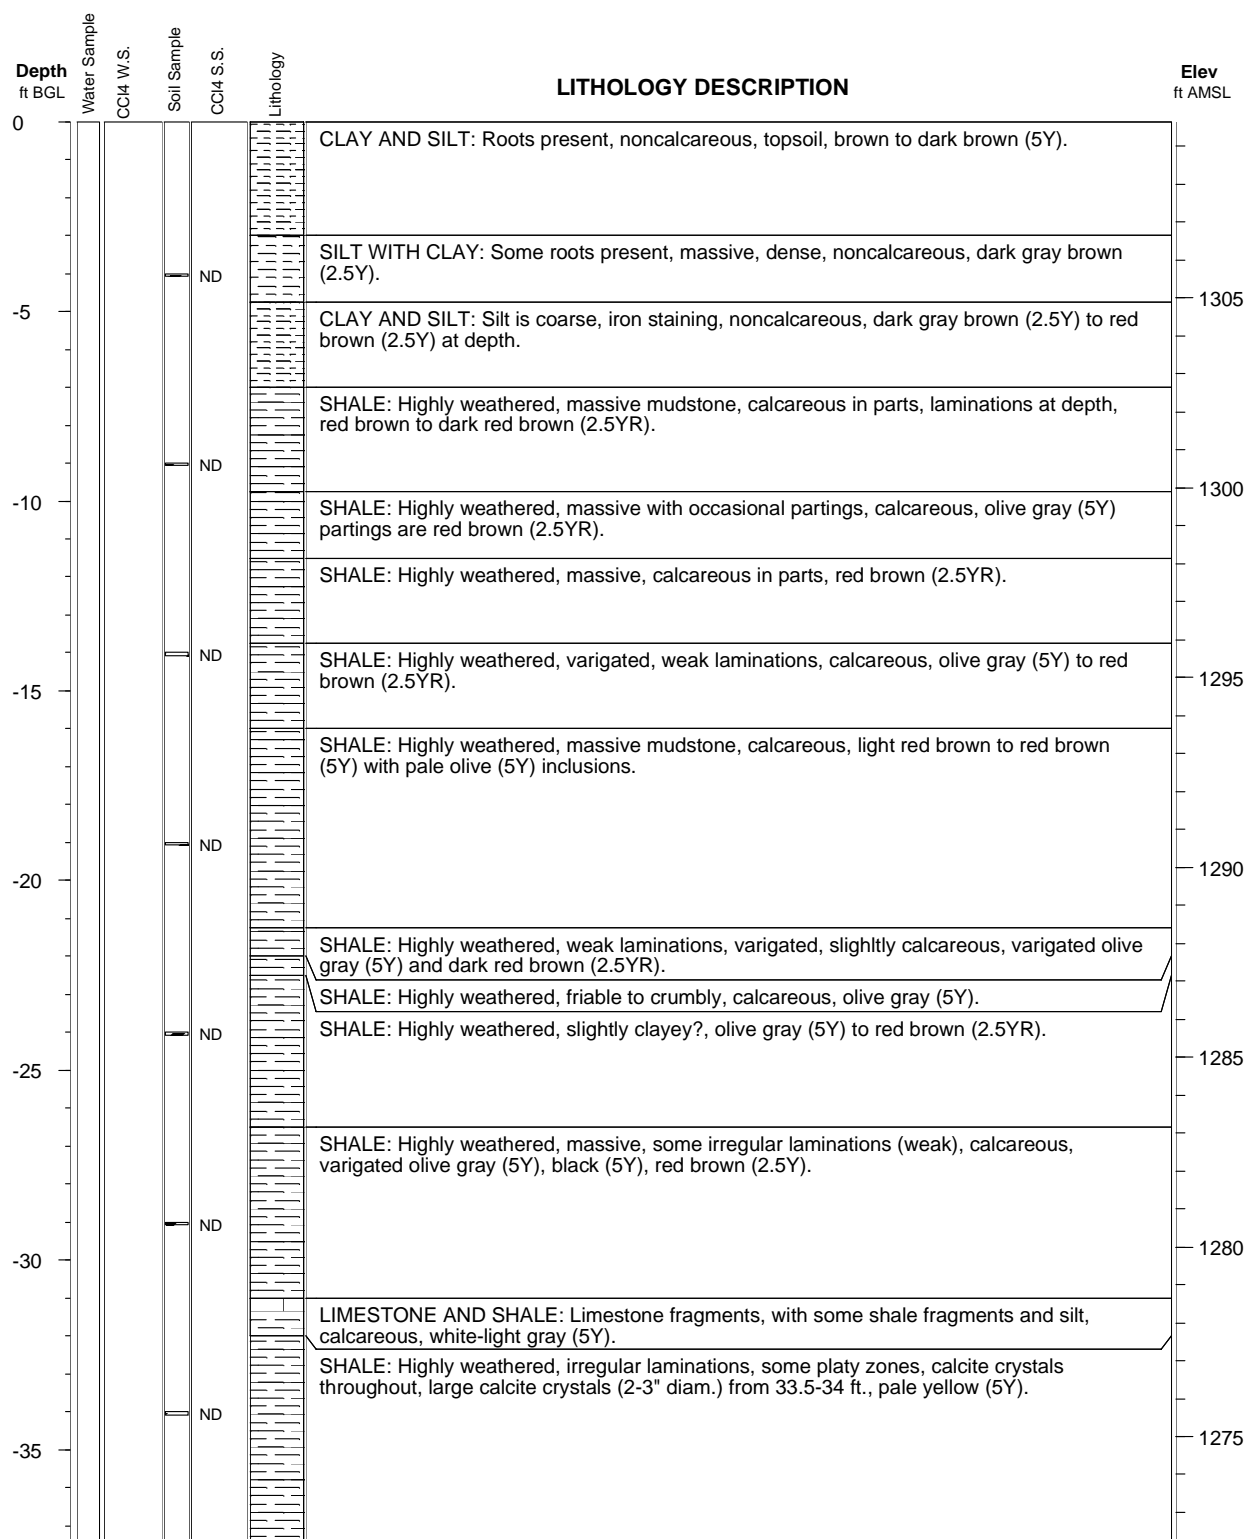 Depth
ft BGL
Water Sample
CCl4 W.S.
Soil Sample
CCl4 S.S.
Lithology
LITHOLOGY DESCRIPTION
Elev
ft AMSL
0
CLAY AND SILT: Roots present, noncalcareous, topsoil, brown to dark brown (5Y).
SILT WITH CLAY: Some roots present, massive, dense, noncalcareous, dark gray brown
(2.5Y).
ND
1305
-5
CLAY AND SILT: Silt is coarse, iron staining, noncalcareous, dark gray brown (2.5Y) to red
brown (2.5Y) at depth.
SHALE: Highly weathered, massive mudstone, calcareous in parts, laminations at depth,
red brown to dark red brown (2.5YR).
ND
1300
-10
SHALE: Highly weathered, massive with occasional partings, calcareous, olive gray (5Y)
partings are red brown (2.5YR).
SHALE: Highly weathered, massive, calcareous in parts, red brown (2.5YR).
ND
SHALE: Highly weathered, varigated, weak laminations, calcareous, olive gray (5Y) to red
brown (2.5YR).
1295
-15
SHALE: Highly weathered, massive mudstone, calcareous, light red brown to red brown
(5Y) with pale olive (5Y) inclusions.
ND
1290
-20
SHALE: Highly weathered, weak laminations, varigated, slighltly calcareous, varigated olive
gray (5Y) and dark red brown (2.5YR).
SHALE: Highly weathered, friable to crumbly, calcareous, olive gray (5Y).
SHALE: Highly weathered, slightly clayey?, olive gray (5Y) to red brown (2.5YR).
ND
1285
-25
SHALE: Highly weathered, massive, some irregular laminations (weak), calcareous,
varigated olive gray (5Y), black (5Y), red brown (2.5Y).
ND
1280
-30
LIMESTONE AND SHALE: Limestone fragments, with some shale fragments and silt,
calcareous, white-light gray (5Y).
SHALE: Highly weathered, irregular laminations, some platy zones, calcite crystals
throughout, large calcite crystals (2-3" diam.) from 33.5-34 ft., pale yellow (5Y).
ND
1275
-35